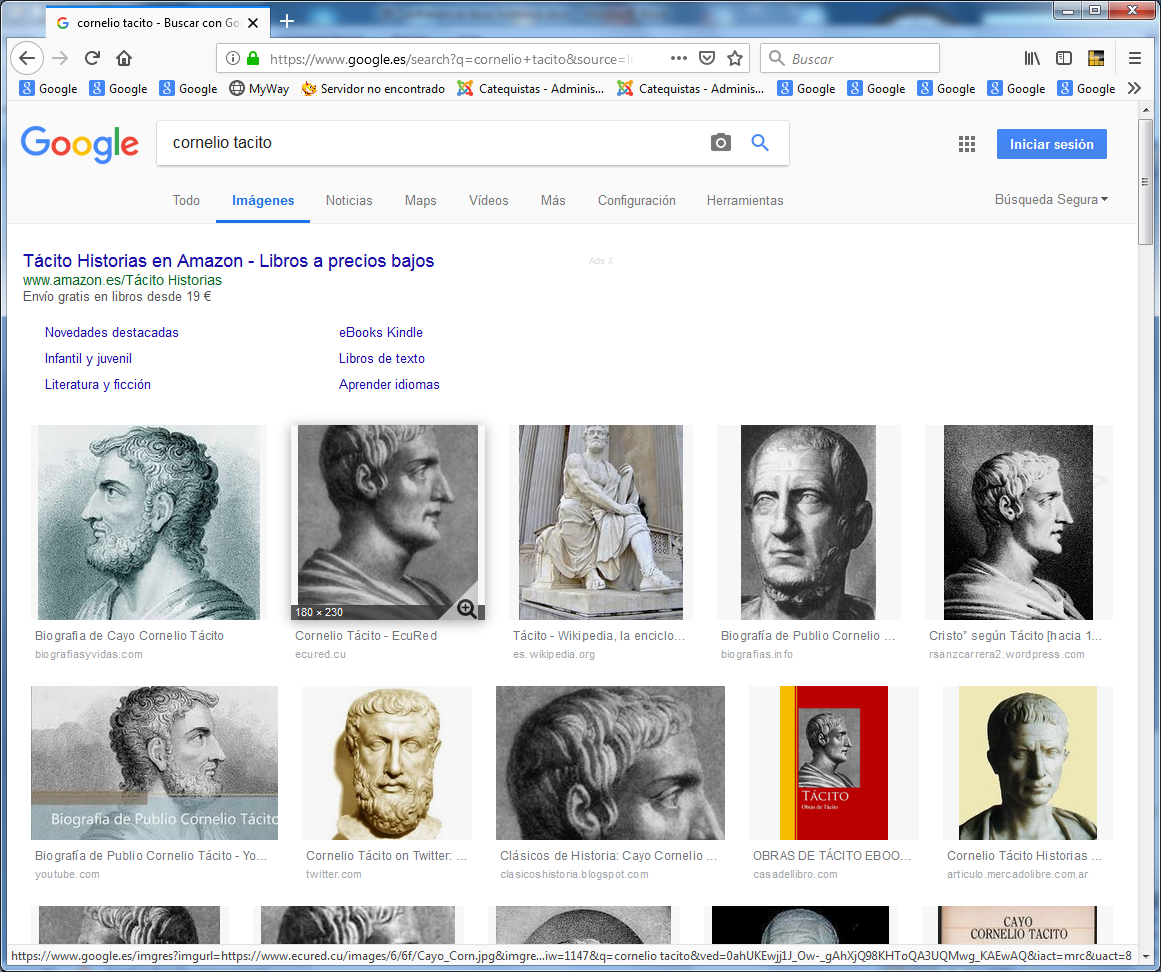 cornelio tacito - Buscar con Go
https://www.google.es/search?q=cornelio+tacito&source=l
Buscar
Google
Google
Google
MyWay
Servidor no encontrado
Catequistas - Adminis...
Catequistas - Adminis...
Google
Google
Google
Google
Google
Google
cornelio tacito
Iniciar sesión
Todo
Imágenes
Noticias
Maps
Vídeos
Más
Configuración
Herramientas
Búsqueda Segura
Tácito Historias en Amazon - Libros a precios bajos
Ads X
www.amazon.es/Tácito Historias
Envío gratis en libros desde 19 €
Novedades destacadas
eBooks Kindle
Infantil y juvenil
Libros de texto
Literatura y ficción
Aprender idiomas
180 × 230
Biografia de Cayo Cornelio Tácito
biografiasyvidas.com
Cornelio Tácito - EcuRed
ecured.cu
Tácito - Wikipedia, la enciclo...
es.wikipedia.org
Biografía de Publio Cornelio ...
biografias.info
Cristo" según Tácito [hacia 1...
rsanzcarrera2.wordpress.com
Biografía de Publio Cornelio Tácito
TÁCITO
Obras de Tácito
Biografía de Publio Cornelio Tácito - Yo...
youtube.com
Cornelio Tácito on Twitter: ...
twitter.com
Clásicos de Historia: Cayo Cornelio ...
clasicoshistoria.blogspot.com
OBRAS DE TÁCITO EBOO...
casadellibro.com
Cornelio Tácito Historias ...
articulo.mercadolibre.com.ar
CAYO
CORNELIO TACITO
https://www.google.es/imgres?imgurl=https://www.ecured.cu/images/6/6f/Cayo_Corn.jpg&imgre...iw=1147&q=cornelio tacito&ved=0ahUKEwjj1J_Ow-_gAhXjQ98KHToQA3UQMwg_KAEwAQ&iact=mrc&uact=8